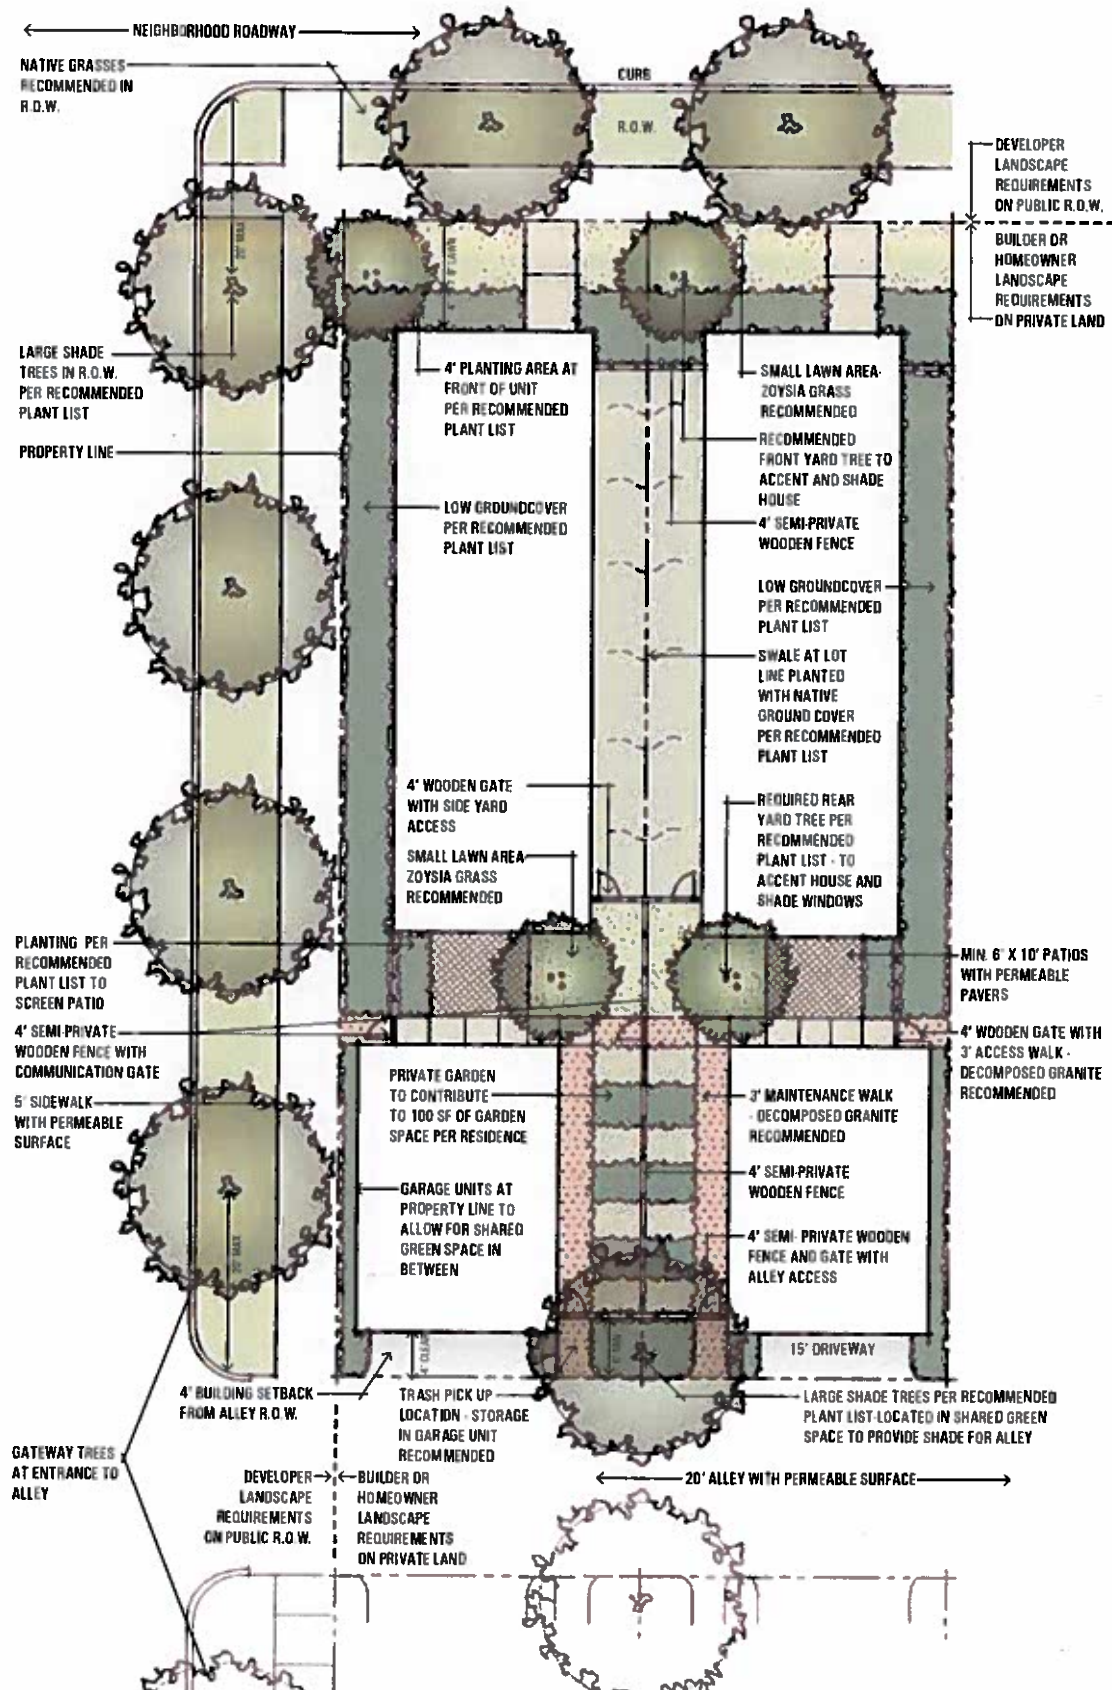 NEIGHBORHOOD ROADWAY
NATIVE GRASSES
RECOMMENDED IN
R.O.W.
CURB
R.O.W.
DEVELOPER
LANDSCAPE
REQUIREMENTS
ON PUBLIC R.O.W.
BUILDER OR
HOMEOWNER
LANDSCAPE
REQUIREMENTS
ON PRIVATE LAND
LARGE SHADE
TREES IN R.O.W.
PER RECOMMENDED
PLANT LIST
PROPERTY LINE
4' PLANTING AREA AT
FRONT OF UNIT
PER RECOMMENDED
PLANT LIST
LOW GROUNDCOVER
PER RECOMMENDED
PLANT LIST
SMALL LAWN AREA-
ZOYSIA GRASS
RECOMMENDED
RECOMMENDED
FRONT YARD TREE TO
ACCENT AND SHADE
HOUSE
4' SEMI-PRIVATE
WOODEN FENCE
LOW GROUNDCOVER
PER RECOMMENDED
PLANT LIST
SWALE AT LOT
LINE PLANTED
WITH NATIVE
GROUND COVER
PER RECOMMENDED
PLANT LIST
4' WOODEN GATE
WITH SIDE YARD
ACCESS
SMALL LAWN AREA-
ZOYSIA GRASS
RECOMMENDED
REQUIRED REAR
YARD TREE PER
RECOMMENDED
PLANT LIST - TO
ACCENT HOUSE AND
SHADE WINDOWS
PLANTING PER
RECOMMENDED
PLANT LIST TO
SCREEN PATIO
4' SEMI-PRIVATE
WOODEN FENCE WITH
COMMUNICATION GATE
5' SIDEWALK
WITH PERMEABLE
SURFACE
MIN. 6' X 10' PATIOS
WITH PERMEABLE
PAVERS
4' WOODEN GATE WITH
3' ACCESS WALK -
DECOMPOSED GRANITE
RECOMMENDED
PRIVATE GARDEN
TO CONTRIBUTE
TO 100 SF OF GARDEN
SPACE PER RESIDENCE
GARAGE UNITS AT
PROPERTY LINE TO
ALLOW FOR SHARED
GREEN SPACE IN
BETWEEN
3' MAINTENANCE WALK
- DECOMPOSED GRANITE
RECOMMENDED
4' SEMI-PRIVATE
WOODEN FENCE
4' SEMI- PRIVATE WOODEN
FENCE AND GATE WITH
ALLEY ACCESS
15' DRIVEWAY
4' BUILDING SETBACK
FROM ALLEY R.O.W.
TRASH PICK UP
LOCATION - STORAGE
IN GARAGE UNIT
RECOMMENDED
LARGE SHADE TREES PER RECOMMENDED
PLANT LIST-LOCATED IN SHARED GREEN
SPACE TO PROVIDE SHADE FOR ALLEY
GATEWAY TREES
AT ENTRANCE TO
ALLEY
DEVELOPER
LANDSCAPE
REQUIREMENTS
ON PUBLIC R.O.W.
BUILDER OR
HOMEOWNER
LANDSCAPE
REQUIREMENTS
ON PRIVATE LAND
20' ALLEY WITH PERMEABLE SURFACE